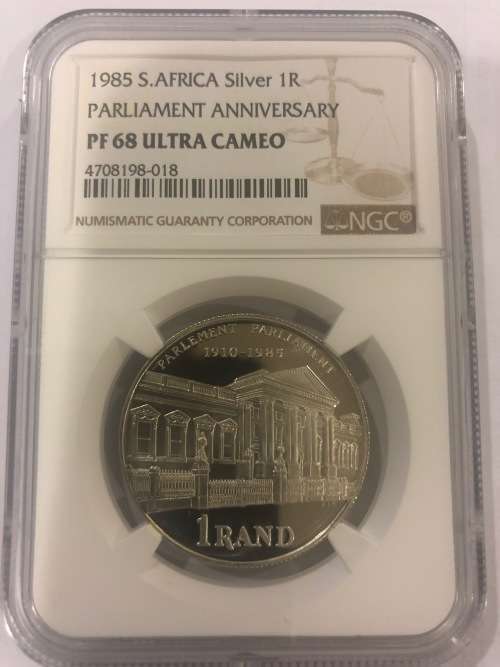 1985 S.AFRICA Silver 1R
PARLIAMENT ANNIVERSARY
PF 68 ULTRA CAMEO
4708198-018
NUMISMATIC GUARANTY CORPORATION
NGC®
PARLEMENT PARLIAMENT
1910-1985
1 RAND